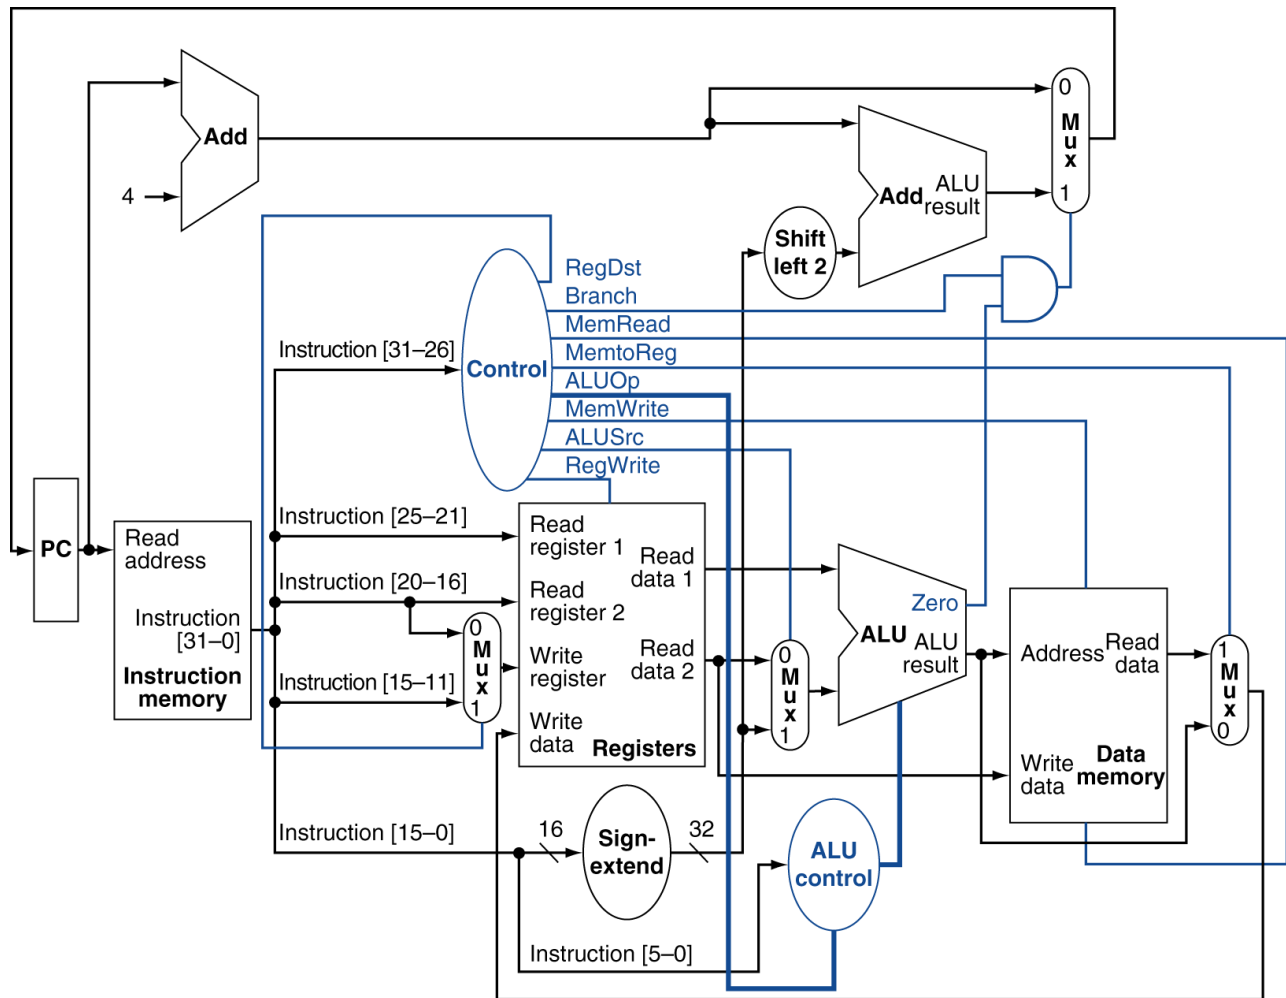 0
Mux
1
Add
4
Add
ALU
result
Shift
left 2
RegDst
Branch
MemRead
MemtoReg
ALUOp
MemWrite
ALUSrc
RegWrite
Control
Instruction [31–26]
PC
Read
address
Instruction
[31–0]
Instruction
memory
Instruction [25–21]
Instruction [20–16]
0
Mux
1
Instruction [15–11]
Read
register 1
Read
register 2
Write
register
Write
data
Read
data 1
Read
data 2
Registers
0
Mux
1
Zero
ALU
ALU
result
Address
Read
data
Write
data
Data
memory
1
Mux
0
Instruction [15–0]
16
Sign-
extend
32
ALU
control
Instruction [5–0]